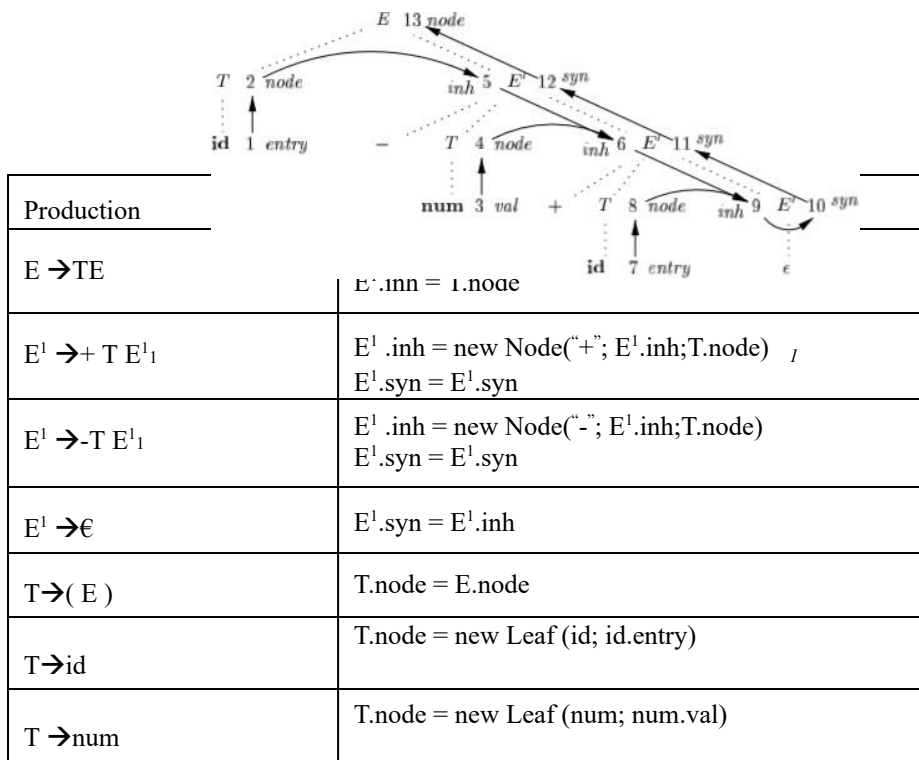 E 13 node
T 2 node inh 5 E' 12 syn
id 1 entry - T 4 node inh 6 E' 11 syn
Production
num 3 val + T 8 node inh 9 E' 10 syn
id 7 entry ϵ
E →TE
E¹.inh = T.node
E¹ →+ T E¹₁
E¹ .inh = new Node(“+”; E¹.inh;T.node) 1
E¹.syn = E¹.syn
E¹ →-T E¹₁
E¹ .inh = new Node(“-”; E¹.inh;T.node)
E¹.syn = E¹.syn
E¹ →€
E¹.syn = E¹.inh
T→( E )
T.node = E.node
T→id
T.node = new Leaf (id; id.entry)
T →num
T.node = new Leaf (num; num.val)